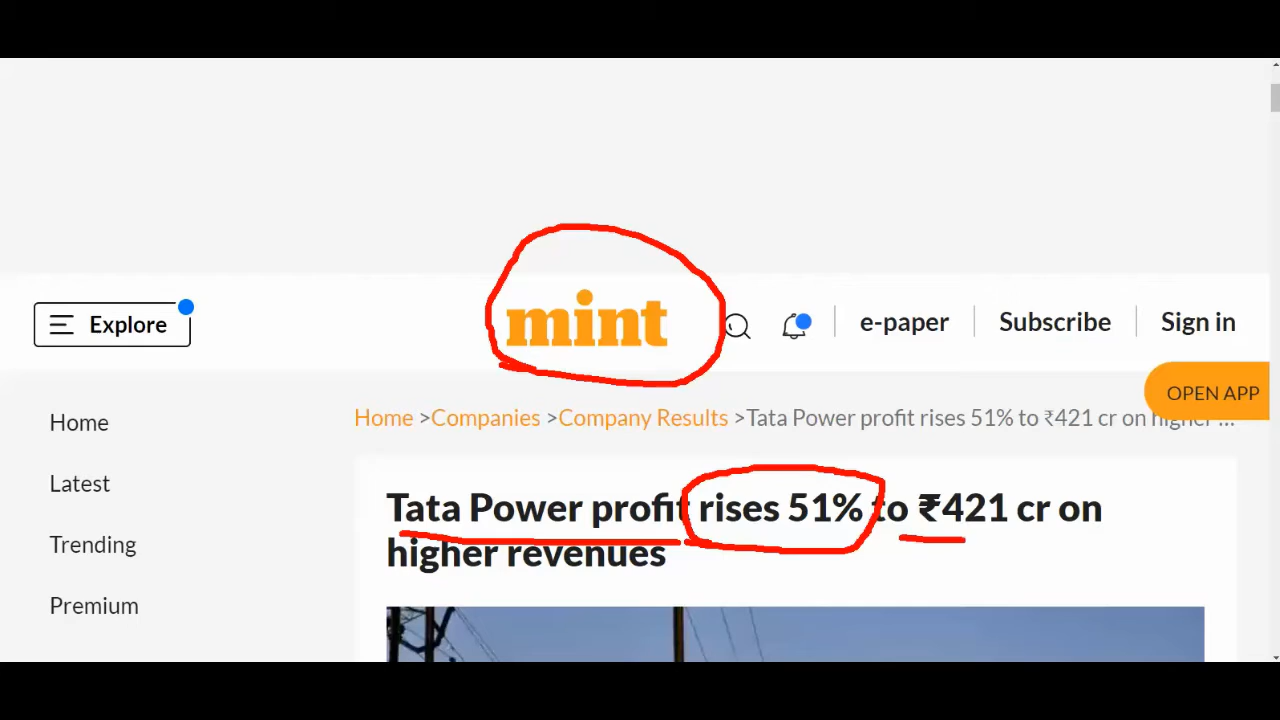 Explore
mint
e-paper
Subscribe
Sign in
OPEN APP
Home
Latest
Trending
Premium
Home >Companies >Company Results >Tata Power profit rises 51% to ₹421 cr on higher ...
Tata Power profit rises 51% to ₹421 cr on
higher revenues